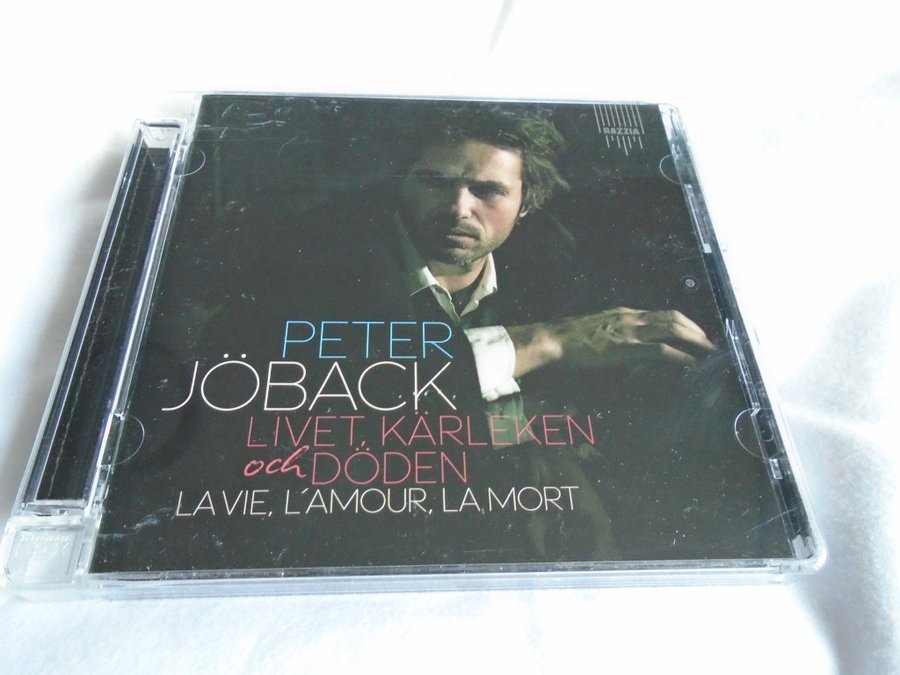 RAZZIA
PETER
JÖBACK
LIVET, KÄRLEKEN
och DÖDEN
LA VIE, L'AMOUR, LA MORT